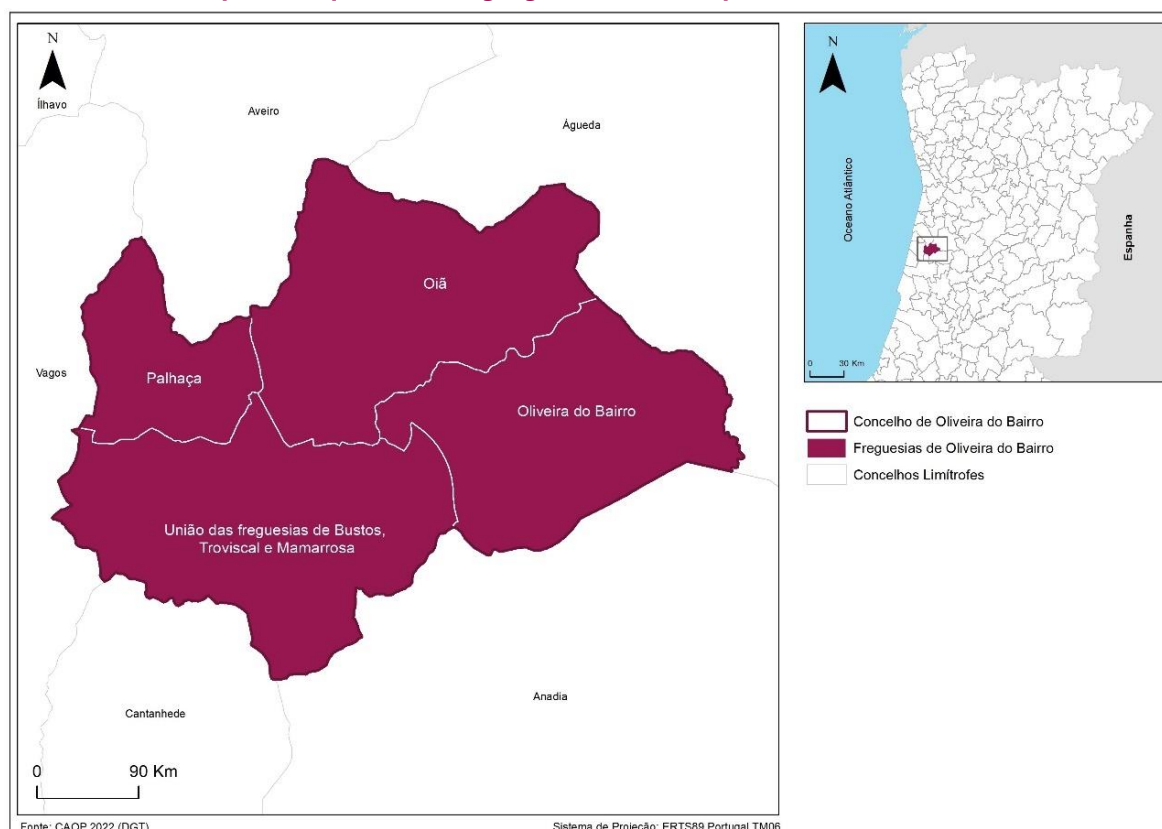 N
Ílhavo
Aveiro
Águeda
Oiã
Vagos
Palhaça
Oliveira do Bairro
União das freguesias de Bustos,
Troviscal e Mamarrosa
Anadia
Cantanhede
0 90 Km
Fonte: CAOP 2022 (DGT)
Sistema de Projeção: ERTS89 Portugal TM06
N
Oceano Atlântico
Espanha
0 30 Km
Concelho de Oliveira do Bairro
Freguesias de Oliveira do Bairro
Concelhos Limítrofes